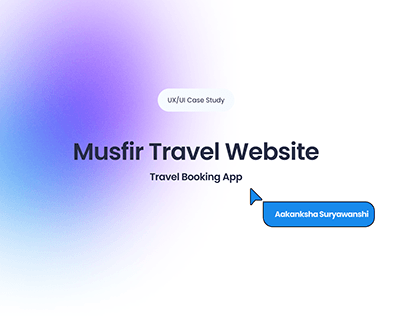 UX/UI Case Study
Musfir Travel Website
Travel Booking App
Aakanksha Suryawanshi